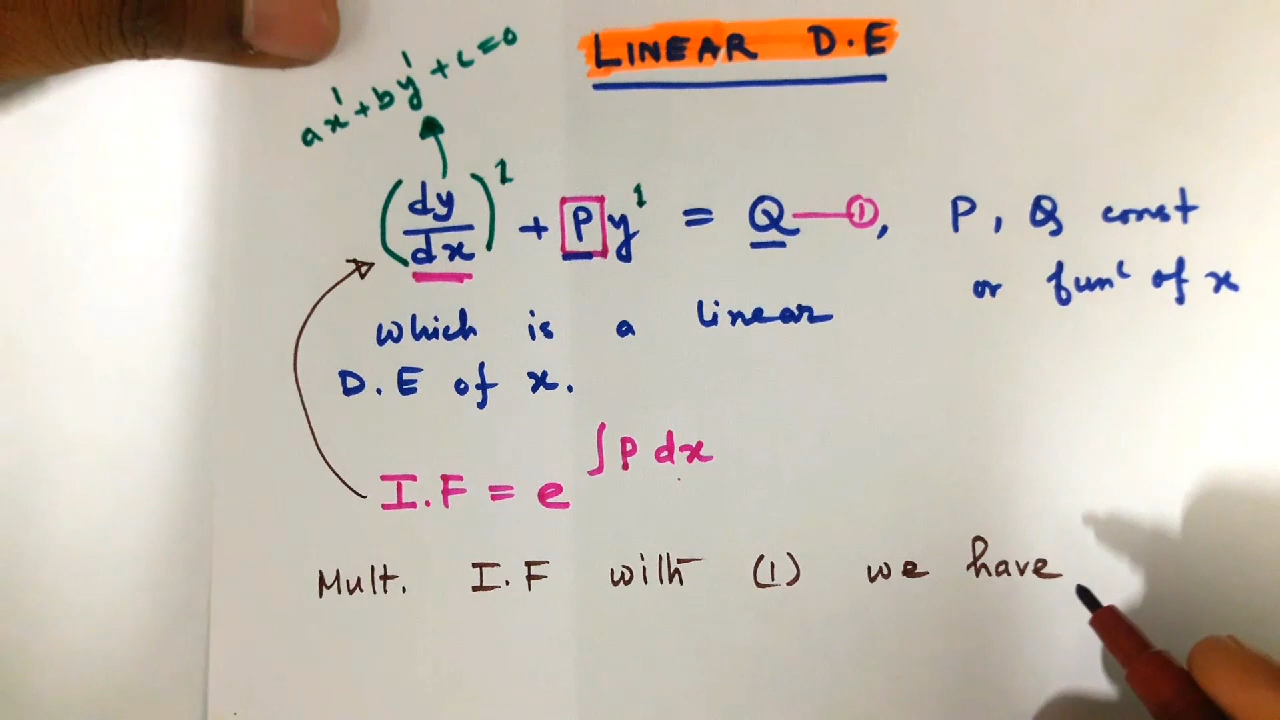 LINEAR D.E
ax¹ + by¹ + c = 0
(dy/dx)¹ + Py¹ = Q —①, P, Q const
or funᶜ of x
which is a linear
D.E of x.
I.F = e^∫P dx
Mult. I.F with (1) we have